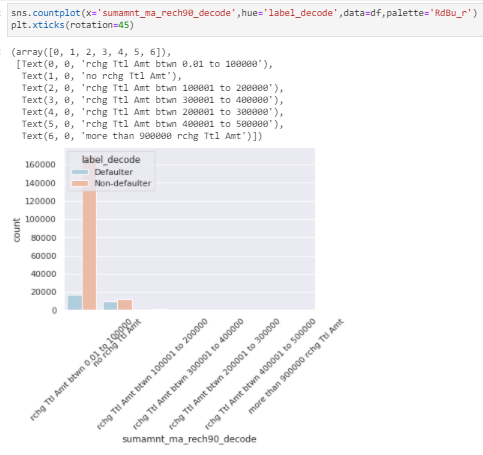 sns.countplot(x='sumamnt_ma_rech90_decode',hue='label_decode',data=df,palette='RdBu_r')
plt.xticks(rotation=45)
(array([0, 1, 2, 3, 4, 5, 6]),
[Text(0, 0, 'rchg Ttl Amt btwn 0.01 to 100000'),
Text(1, 0, 'no rchg Ttl Amt'),
Text(2, 0, 'rchg Ttl Amt btwn 100001 to 200000'),
Text(3, 0, 'rchg Ttl Amt btwn 300001 to 400000'),
Text(4, 0, 'rchg Ttl Amt btwn 200001 to 300000'),
Text(5, 0, 'rchg Ttl Amt btwn 400001 to 500000'),
Text(6, 0, 'more than 900000 rchg Ttl Amt')])
label_decode
Defaulter
Non-defaulter
160000
140000
120000
100000
80000
60000
40000
20000
0
count
rchg Ttl Amt btwn 0.01 to 100000
no rchg Ttl Amt
rchg Ttl Amt btwn 100001 to 200000
rchg Ttl Amt btwn 300001 to 400000
rchg Ttl Amt btwn 200001 to 300000
rchg Ttl Amt btwn 400001 to 500000
more than 900000 rchg Ttl Amt
sumamnt_ma_rech90_decode